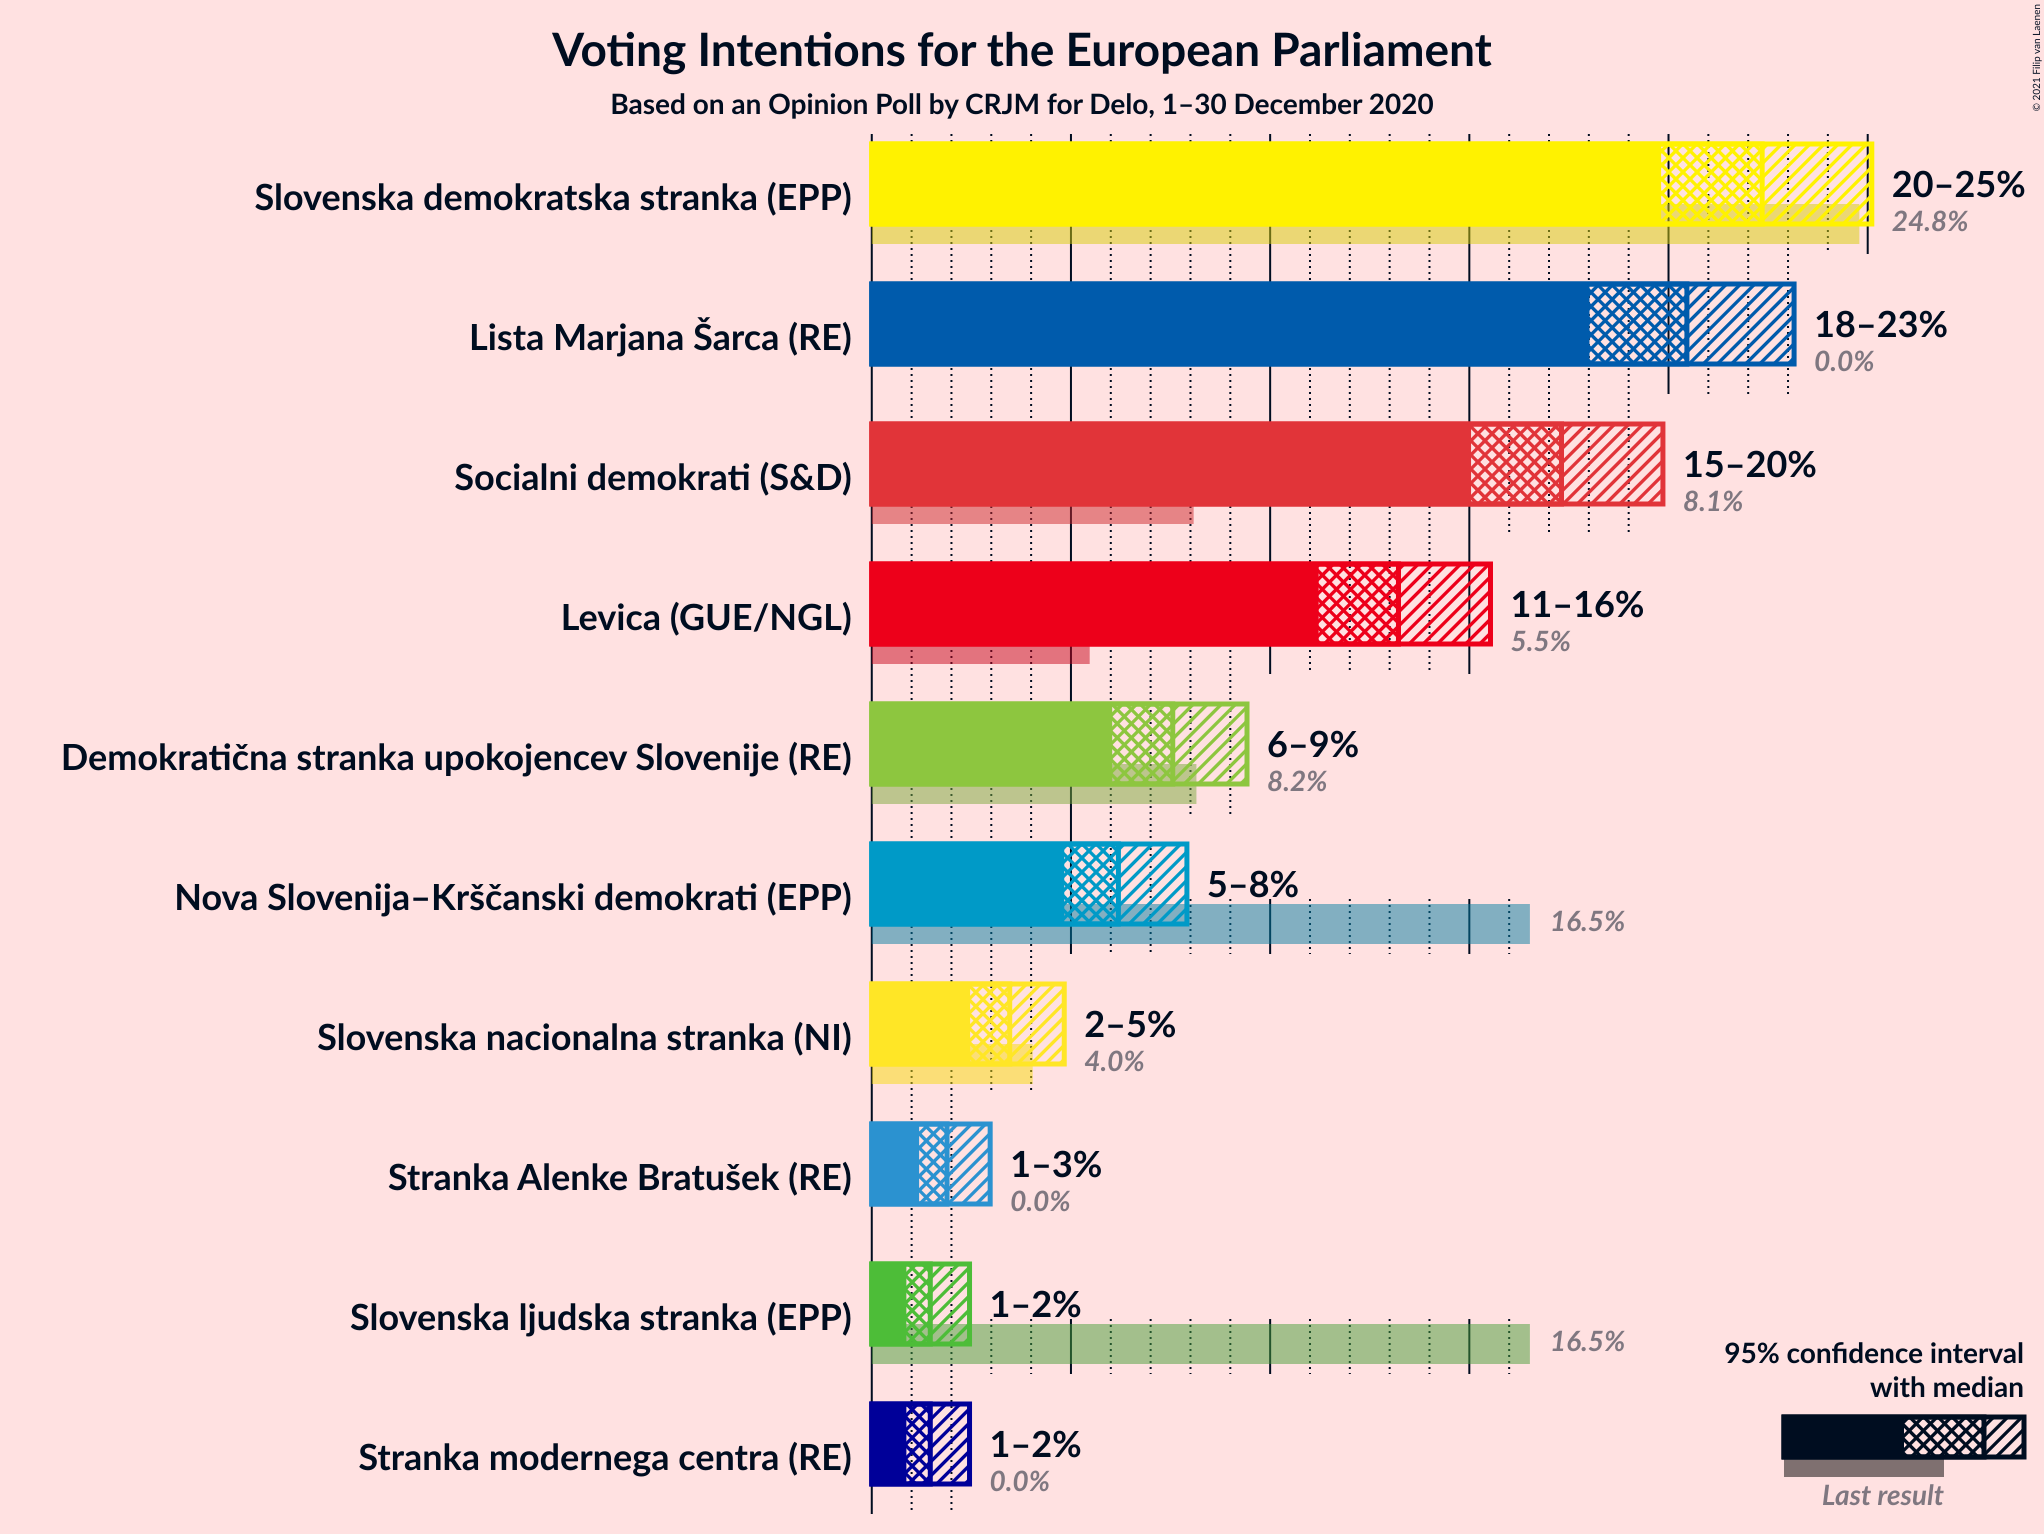 Voting Intentions for the European Parliament
Based on an Opinion Poll by CRJM for Delo, 1–30 December 2020
© 2021 Filip van Laenen
Slovenska demokratska stranka (EPP)
20–25%
24.8%
Lista Marjana Šarca (RE)
18–23%
0.0%
Socialni demokrati (S&D)
15–20%
8.1%
Levica (GUE/NGL)
11–16%
5.5%
Demokratična stranka upokojencev Slovenije (RE)
6–9%
8.2%
Nova Slovenija–Krščanski demokrati (EPP)
5–8%
16.5%
Slovenska nacionalna stranka (NI)
2–5%
4.0%
Stranka Alenke Bratušek (RE)
1–3%
0.0%
Slovenska ljudska stranka (EPP)
1–2%
16.5%
Stranka modernega centra (RE)
1–2%
0.0%
95% confidence interval
with median
Last result